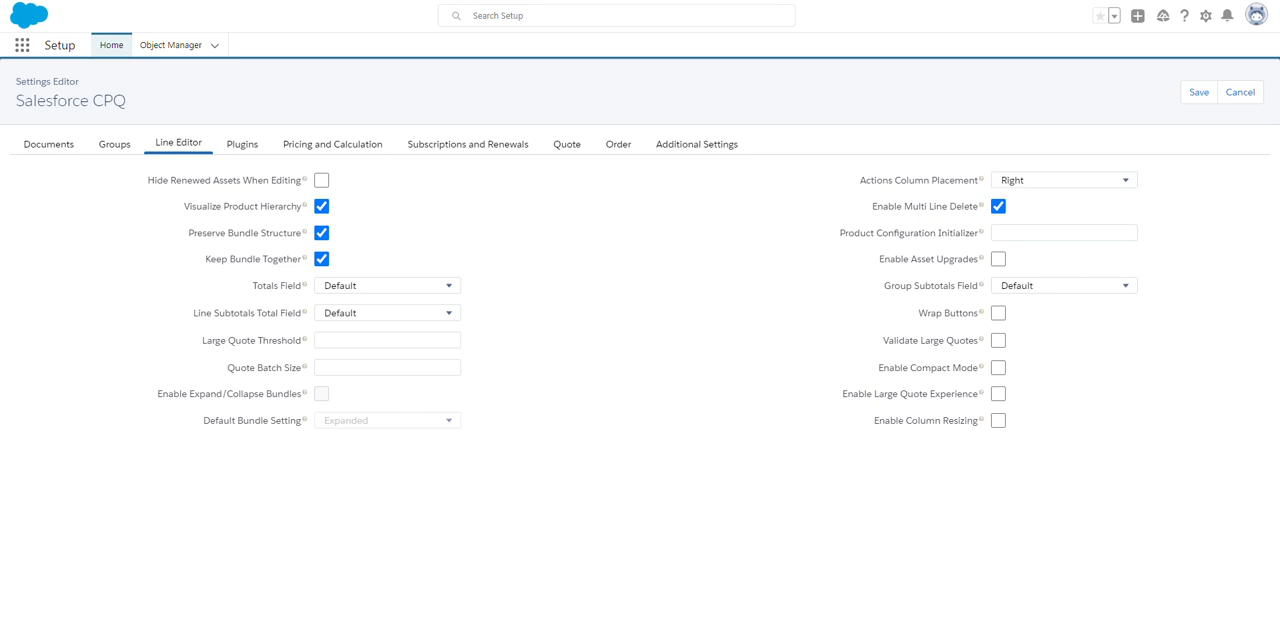 Search Setup
Setup
Home
Object Manager
Settings Editor
Salesforce CPQ
Save
Cancel
Documents
Groups
Line Editor
Plugins
Pricing and Calculation
Subscriptions and Renewals
Quote
Order
Additional Settings
Hide Renewed Assets When Editing
Visualize Product Hierarchy
Preserve Bundle Structure
Keep Bundle Together
Totals Field Default
Line Subtotals Total Field Default
Large Quote Threshold
Quote Batch Size
Enable Expand/Collapse Bundles
Default Bundle Setting Expanded
Actions Column Placement Right
Enable Multi Line Delete
Product Configuration Initializer
Enable Asset Upgrades
Group Subtotals Field Default
Wrap Buttons
Validate Large Quotes
Enable Compact Mode
Enable Large Quote Experience
Enable Column Resizing